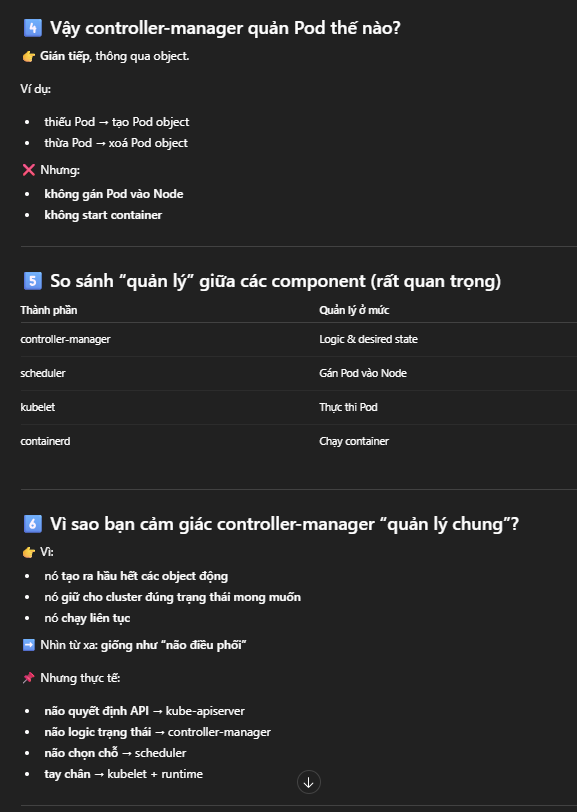 4 Vậy controller-manager quản Pod thế nào?
👉 Gián tiếp, thông qua object.
Ví dụ:
• thiếu Pod → tạo Pod object
• thừa Pod → xoá Pod object
❌ Nhưng:
• không gán Pod vào Node
• không start container
5 So sánh “quản lý” giữa các component (rất quan trọng)
Thành phần Quản lý ở mức
controller-manager Logic & desired state
scheduler Gán Pod vào Node
kubelet Thực thi Pod
containerd Chạy container
6 Vì sao bạn cảm giác controller-manager “quản lý chung”?
👉 Vì:
• nó tạo ra hầu hết các object động
• nó giữ cho cluster đúng trạng thái mong muốn
• nó chạy liên tục
➡️ Nhìn từ xa: giống như “não điều phối”
📌 Nhưng thực tế:
• não quyết định API → kube-apiserver
• não logic trạng thái → controller-manager
• não chọn chỗ → scheduler
• tay chân → kubelet + runtime